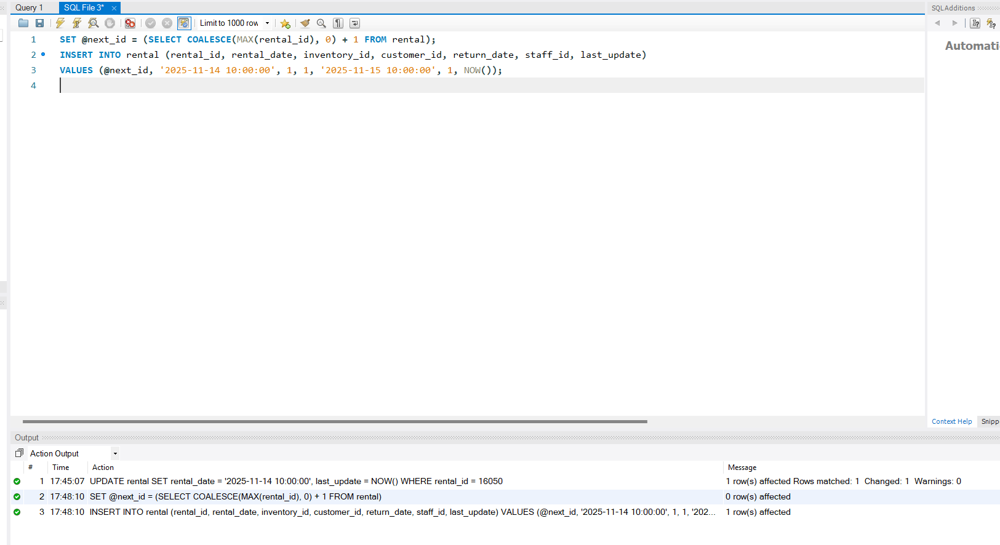 Query 1
SQL File 3*
SQLAdditions
Limit to 1000 row
Automati
1 SET @next_id = (SELECT COALESCE(MAX(rental_id), 0) + 1 FROM rental);
2 INSERT INTO rental (rental_id, rental_date, inventory_id, customer_id, return_date, staff_id, last_update)
3 VALUES (@next_id, '2025-11-14 10:00:00', 1, 1, '2025-11-15 10:00:00', 1, NOW());
4
Context Help
Snipp
Output
Action Output
# Time Action Message
1 17:45:07 UPDATE rental SET rental_date = '2025-11-14 10:00:00', last_update = NOW() WHERE rental_id = 16050 1 row(s) affected Rows matched: 1 Changed: 1 Warnings: 0
2 17:48:10 SET @next_id = (SELECT COALESCE(MAX(rental_id), 0) + 1 FROM rental) 0 row(s) affected
3 17:48:10 INSERT INTO rental (rental_id, rental_date, inventory_id, customer_id, return_date, staff_id, last_update) VALUES (@next_id, '2025-11-14 10:00:00', 1, 1, '202... 1 row(s) affected